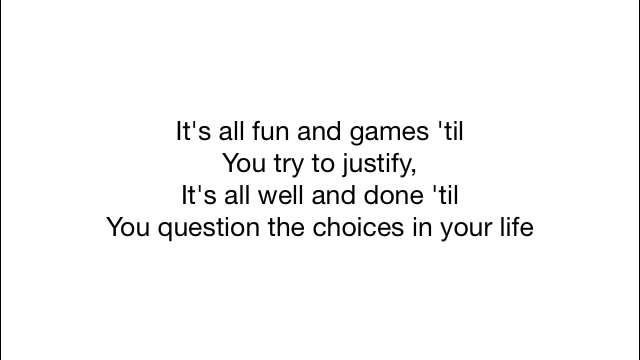 It's all fun and games 'til
You try to justify,
It's all well and done 'til
You question the choices in your life